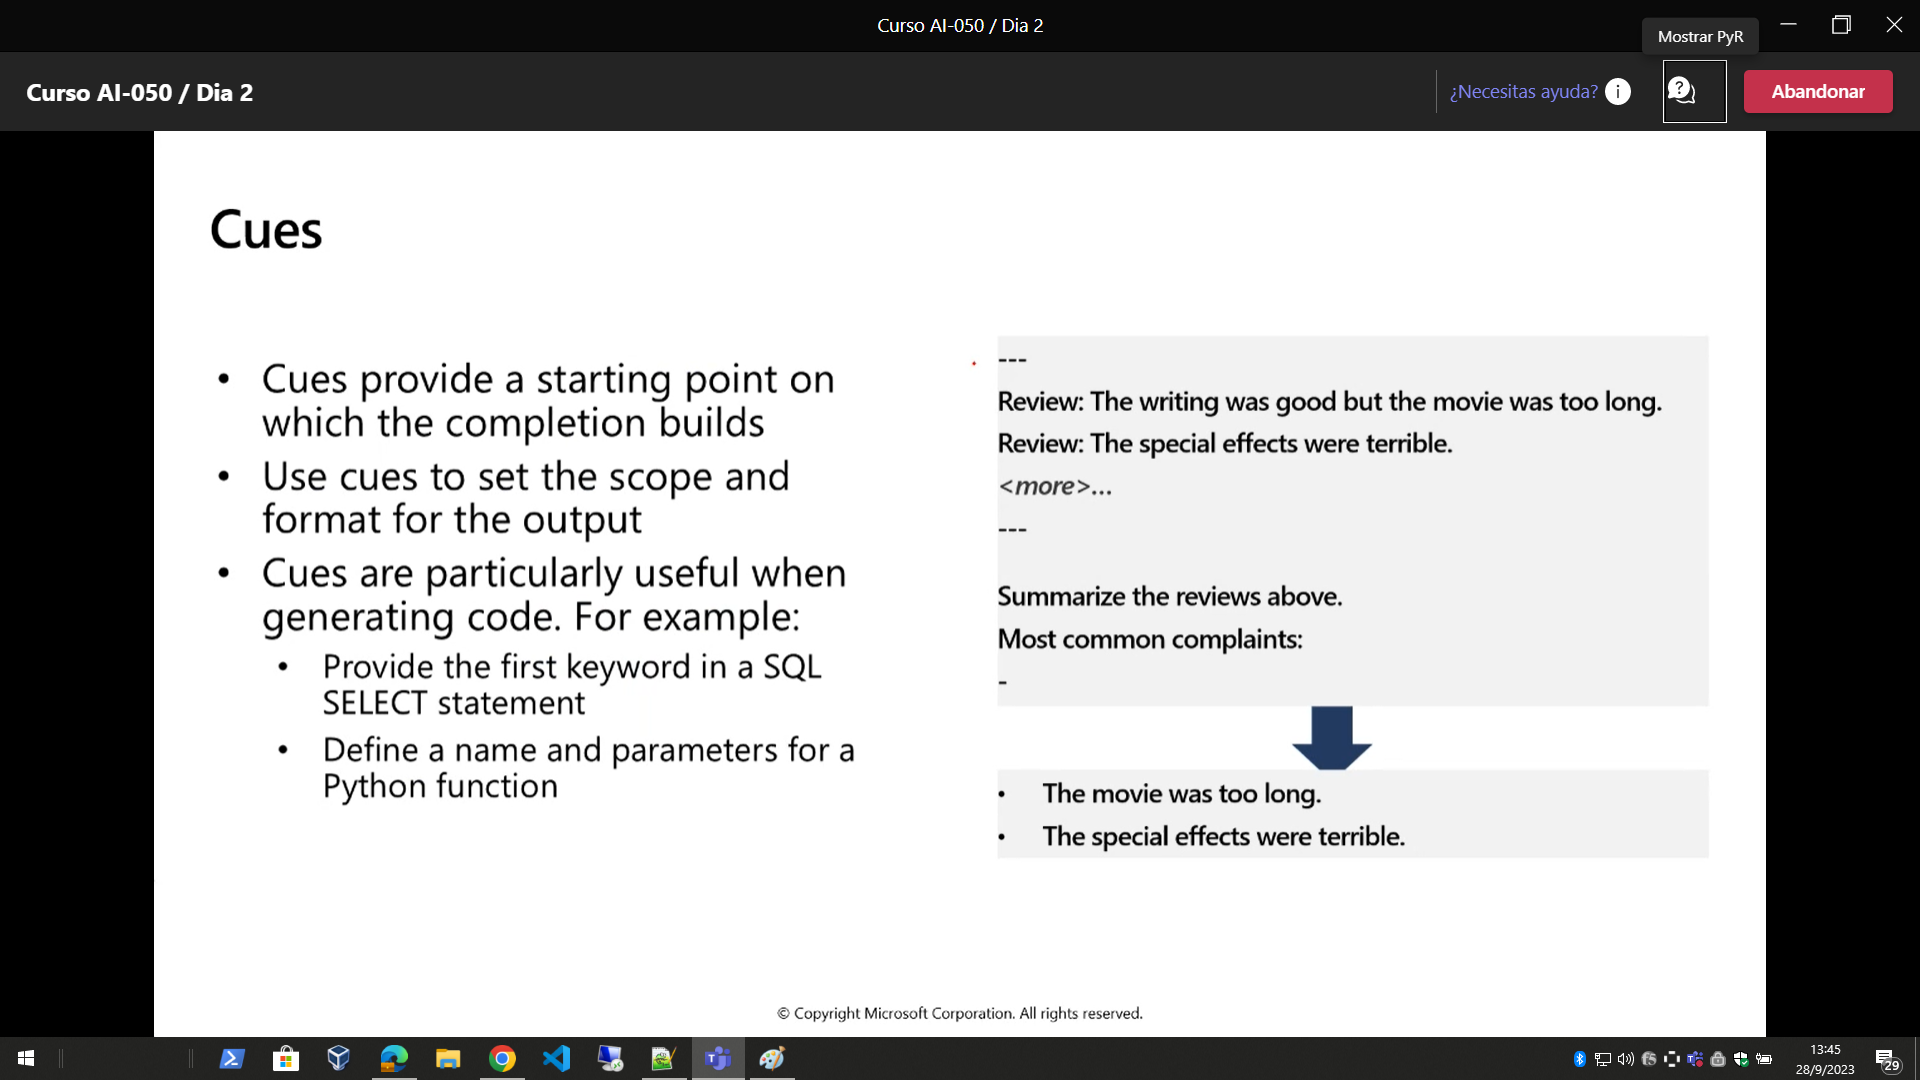 Curso AI-050 / Dia 2
Mostrar PyR
Curso AI-050 / Dia 2
¿Necesitas ayuda?
Abandonar
Cues
• Cues provide a starting point on
which the completion builds
• Use cues to set the scope and
format for the output
• Cues are particularly useful when
generating code. For example:
• Provide the first keyword in a SQL
SELECT statement
• Define a name and parameters for a
Python function
---
Review: The writing was good but the movie was too long.
Review: The special effects were terrible.
<more>...
---
Summarize the reviews above.
Most common complaints:
-
• The movie was too long.
• The special effects were terrible.
© Copyright Microsoft Corporation. All rights reserved.
13:45
28/9/2023
29